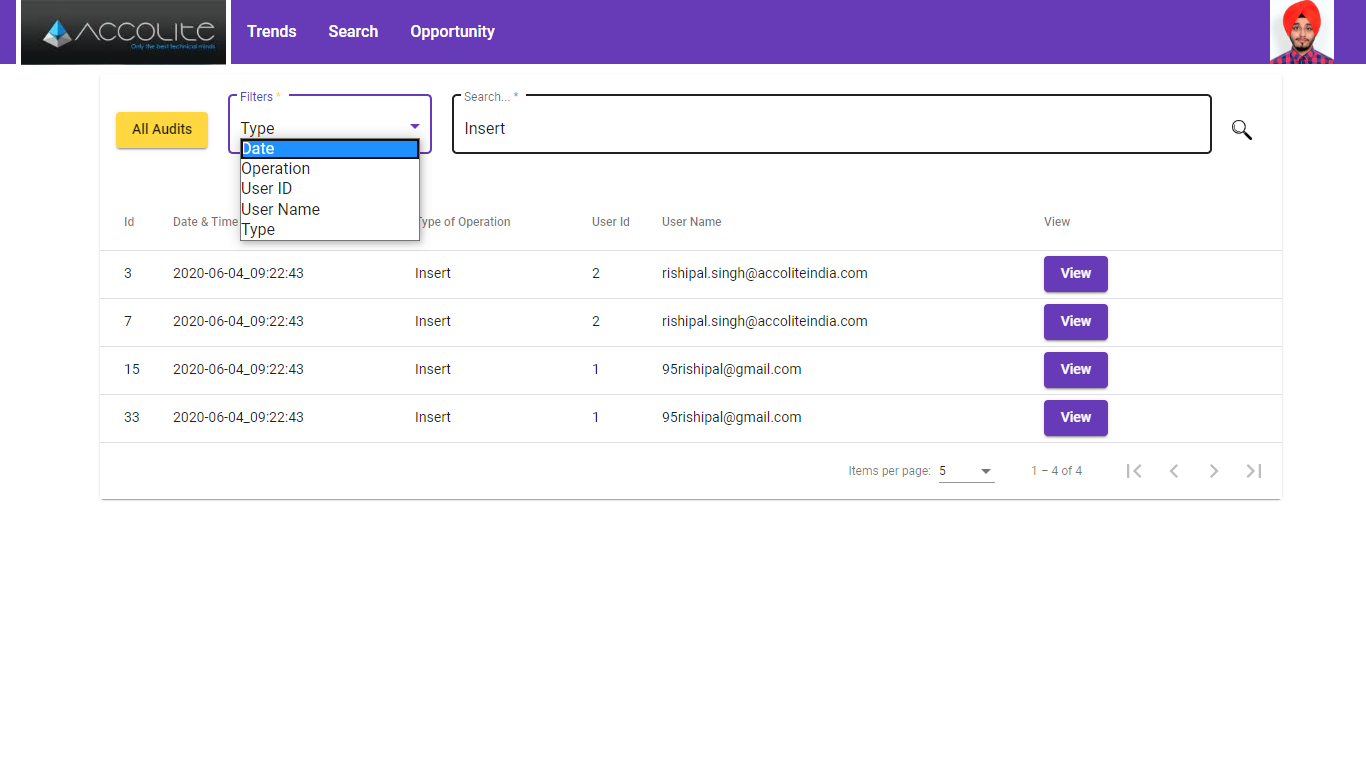 ACCOLITE
Only the best technical minds
Trends Search Opportunity
Filters *
Search... *
All Audits
Type
Insert
Date
Operation
User ID
User Name
Type
Id Date & Time Type of Operation User Id User Name View
3 2020-06-04_09:22:43 Insert 2 rishipal.singh@accoliteindia.com View
7 2020-06-04_09:22:43 Insert 2 rishipal.singh@accoliteindia.com View
15 2020-06-04_09:22:43 Insert 1 95rishipal@gmail.com View
33 2020-06-04_09:22:43 Insert 1 95rishipal@gmail.com View
Items per page: 5 1 – 4 of 4